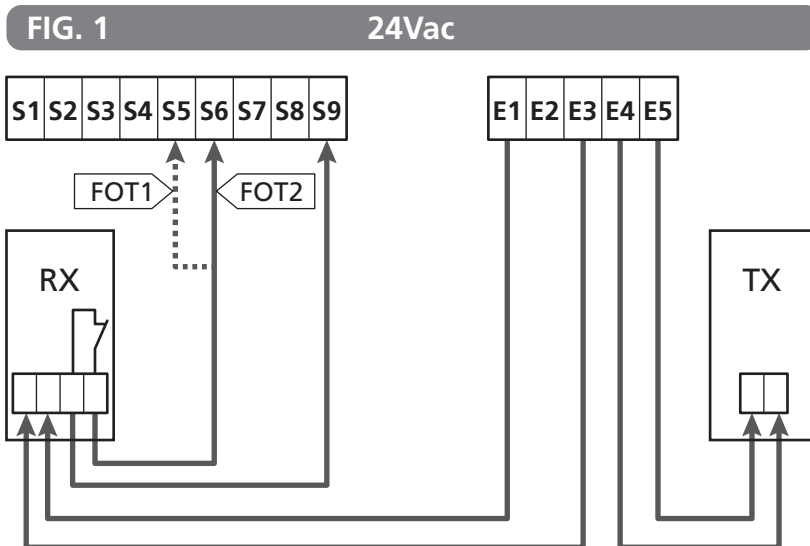 FIG. 1 24Vac
S1 S2 S3 S4 S5 S6 S7 S8 S9 E1 E2 E3 E4 E5
FOT1 FOT2
RX TX